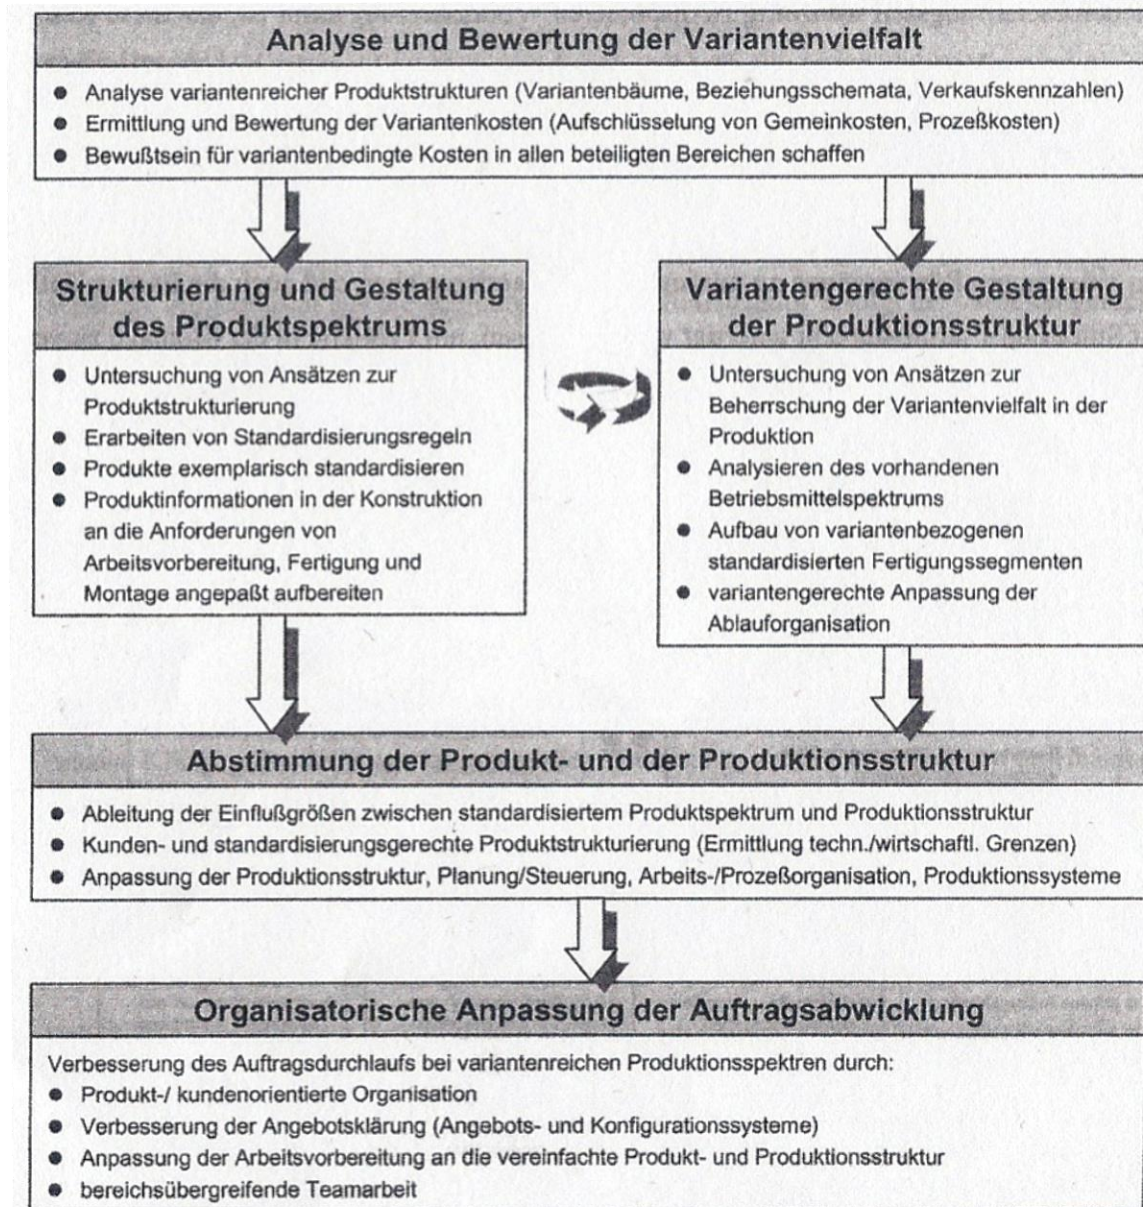 Analyse und Bewertung der Variantenvielfalt
● Analyse variantenreicher Produktstrukturen (Variantenbäume, Beziehungsschemata, Verkaufskennzahlen)
● Ermittlung und Bewertung der Variantenkosten (Aufschlüsselung von Gemeinkosten, Prozeßkosten)
● Bewußtsein für variantenbedingte Kosten in allen beteiligten Bereichen schaffen
Strukturierung und Gestaltung
des Produktspektrums
● Untersuchung von Ansätzen zur
Produktstrukturierung
● Erarbeiten von Standardisierungsregeln
● Produkte exemplarisch standardisieren
● Produktinformationen in der Konstruktion
an die Anforderungen von
Arbeitsvorbereitung, Fertigung und
Montage angepaßt aufbereiten
Variantengerechte Gestaltung
der Produktionsstruktur
● Untersuchung von Ansätzen zur
Beherrschung der Variantenvielfalt in der
Produktion
● Analysieren des vorhandenen
Betriebsmittelspektrums
● Aufbau von variantenbezogenen
standardisierten Fertigungssegmenten
● variantengerechte Anpassung der
Ablauforganisation
Abstimmung der Produkt- und der Produktionsstruktur
● Ableitung der Einflußgrößen zwischen standardisiertem Produktspektrum und Produktionsstruktur
● Kunden- und standardisierungsgerechte Produktstrukturierung (Ermittlung techn./wirtschaftl. Grenzen)
● Anpassung der Produktionsstruktur, Planung/Steuerung, Arbeits-/Prozeßorganisation, Produktionssysteme
Organisatorische Anpassung der Auftragsabwicklung
Verbesserung des Auftragsdurchlaufs bei variantenreichen Produktionsspektren durch:
● Produkt-/ kundenorientierte Organisation
● Verbesserung der Angebotsklärung (Angebots- und Konfigurationssysteme)
● Anpassung der Arbeitsvorbereitung an die vereinfachte Produkt- und Produktionsstruktur
● bereichsübergreifende Teamarbeit